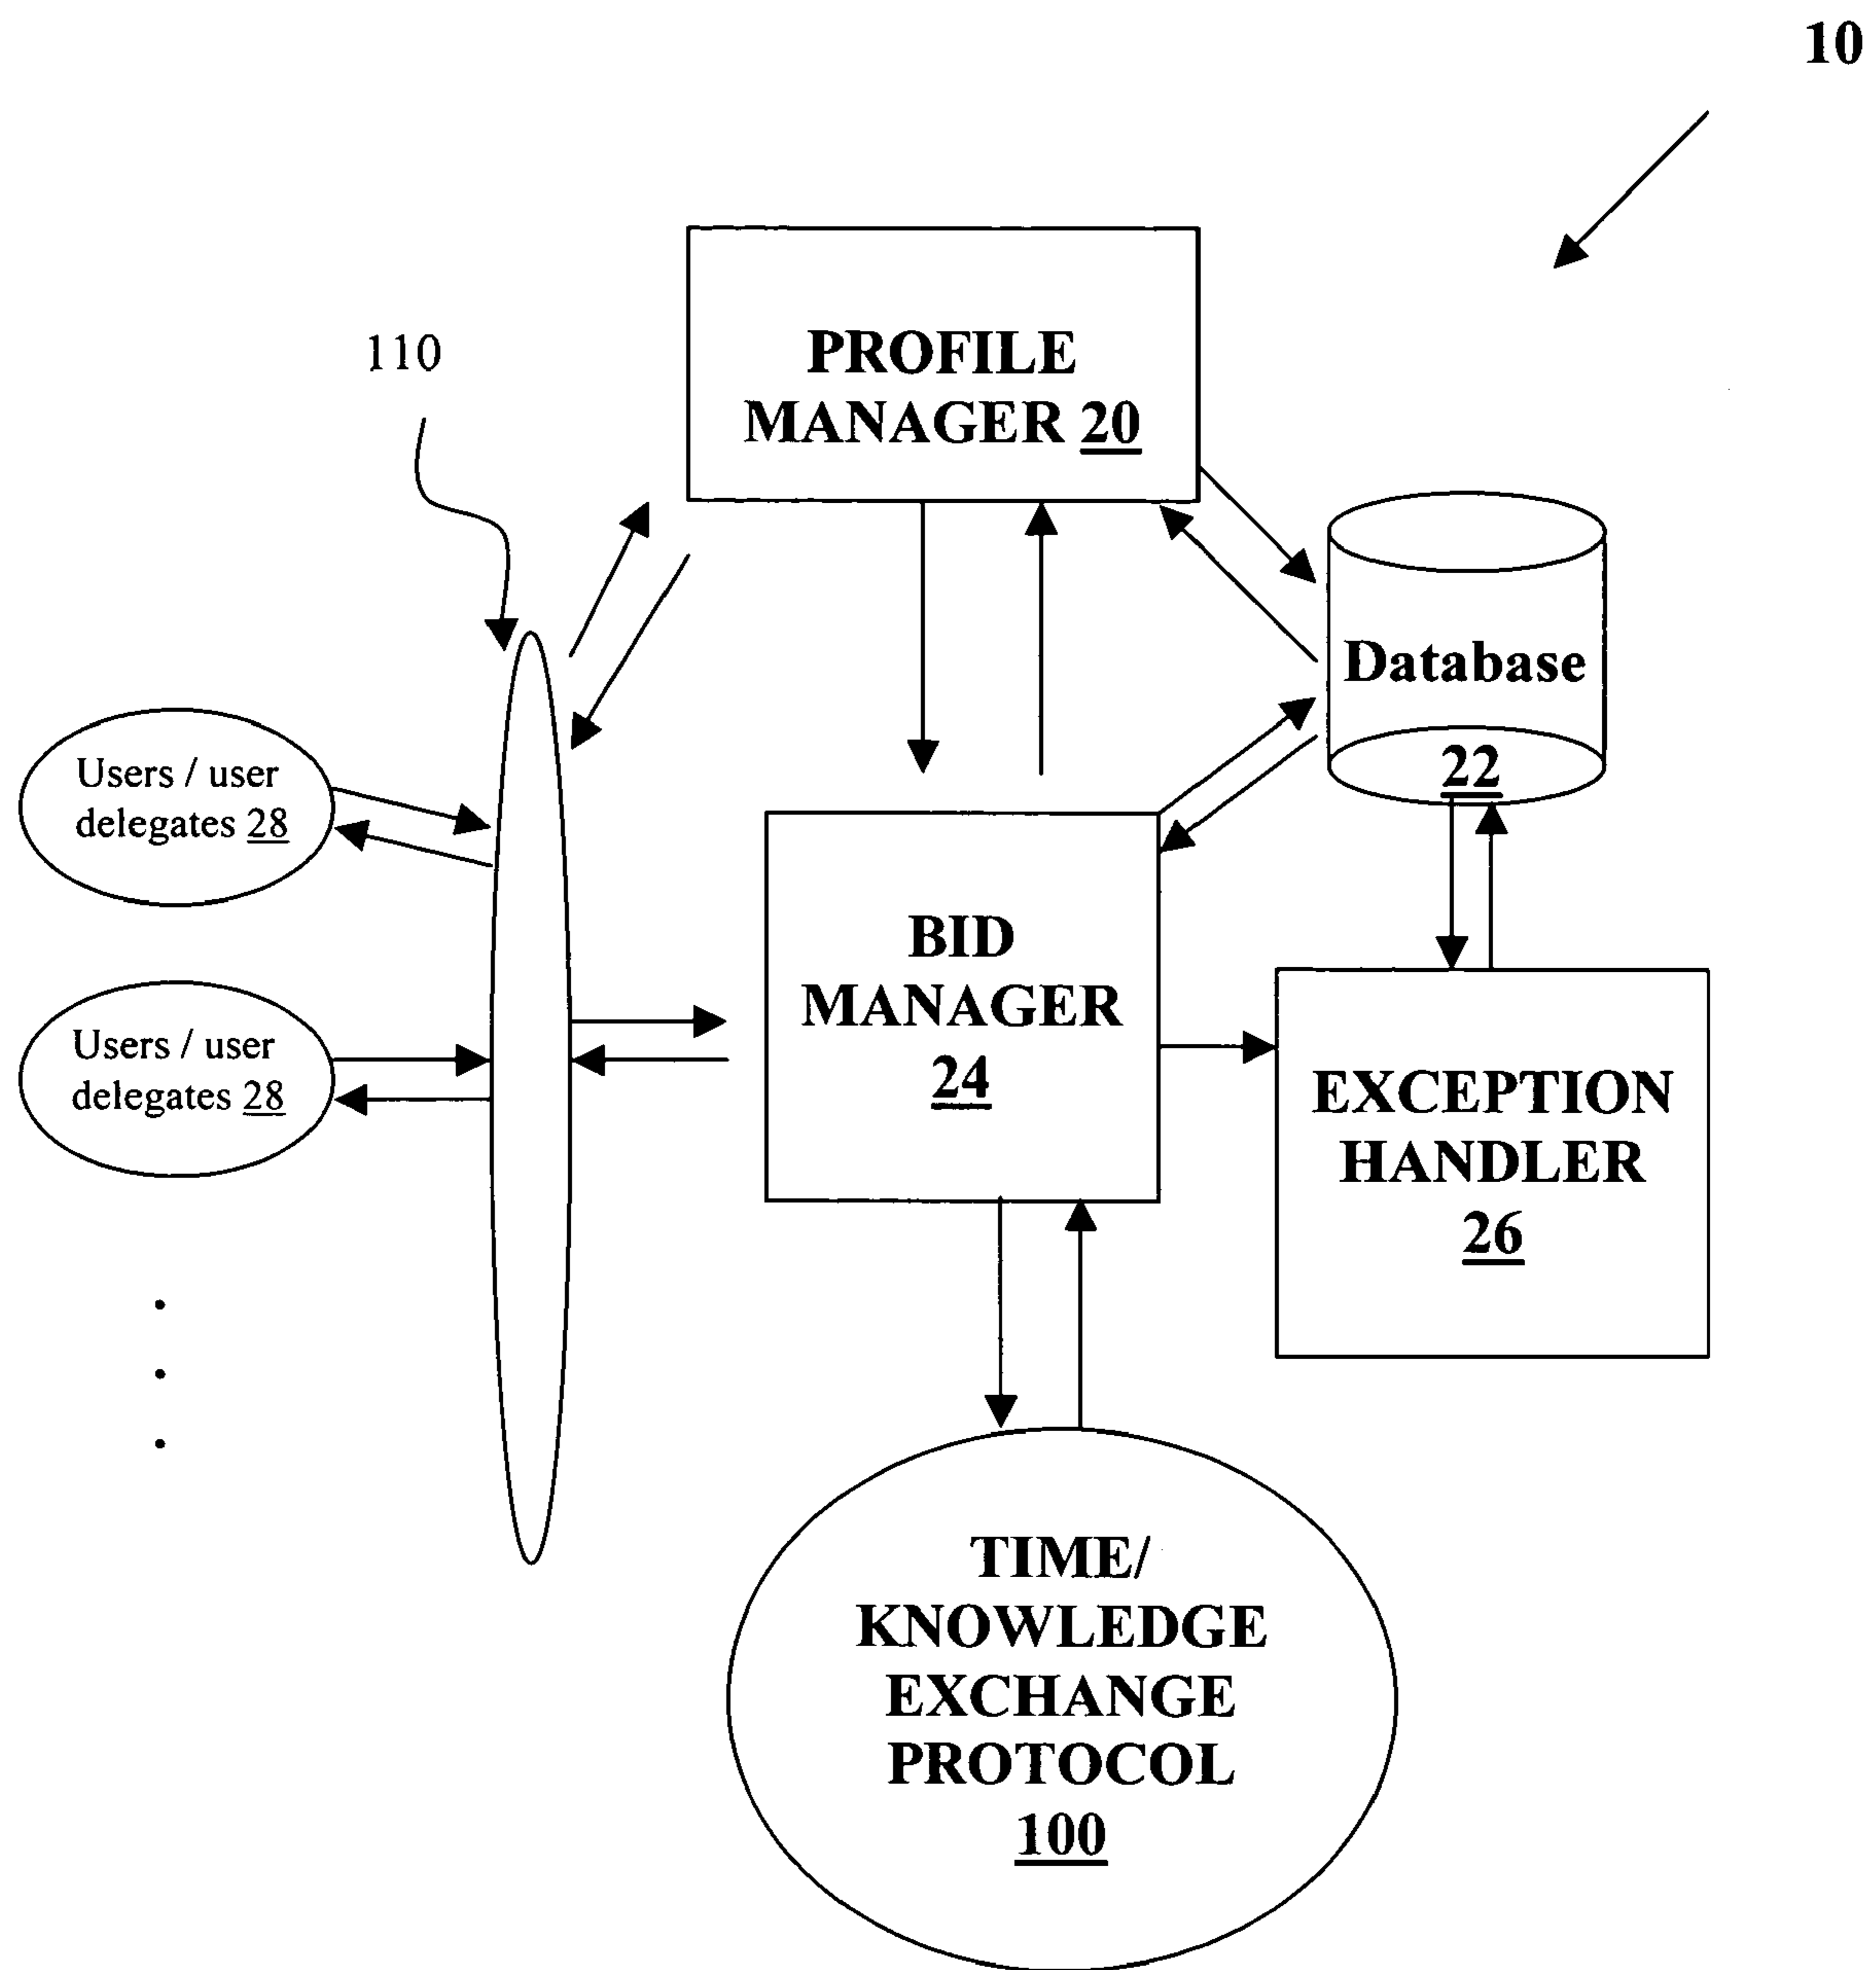 10
110
PROFILE
MANAGER 20
Database
22
Users / user
delegates 28
BID
MANAGER
24
Users / user
delegates 28
EXCEPTION
HANDLER
26
TIME/
KNOWLEDGE
EXCHANGE
PROTOCOL
100